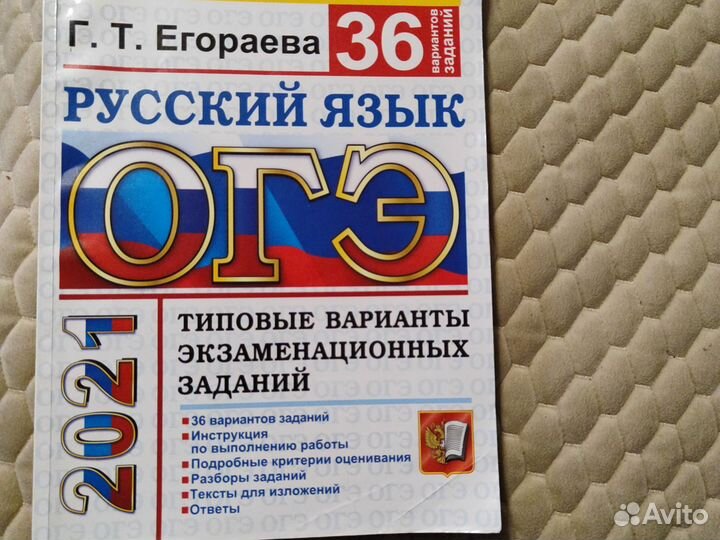 Г. Т. Егораева
36
вариантов
заданий
РУССКИЙ ЯЗЫК
ОГЭ
2021
ТИПОВЫЕ ВАРИАНТЫ
ЭКЗАМЕНАЦИОННЫХ
ЗАДАНИЙ
36 вариантов заданий
Инструкция
по выполнению работы
Подробные критерии оценивания
Разборы заданий
Тексты для изложений
Ответы
Avito